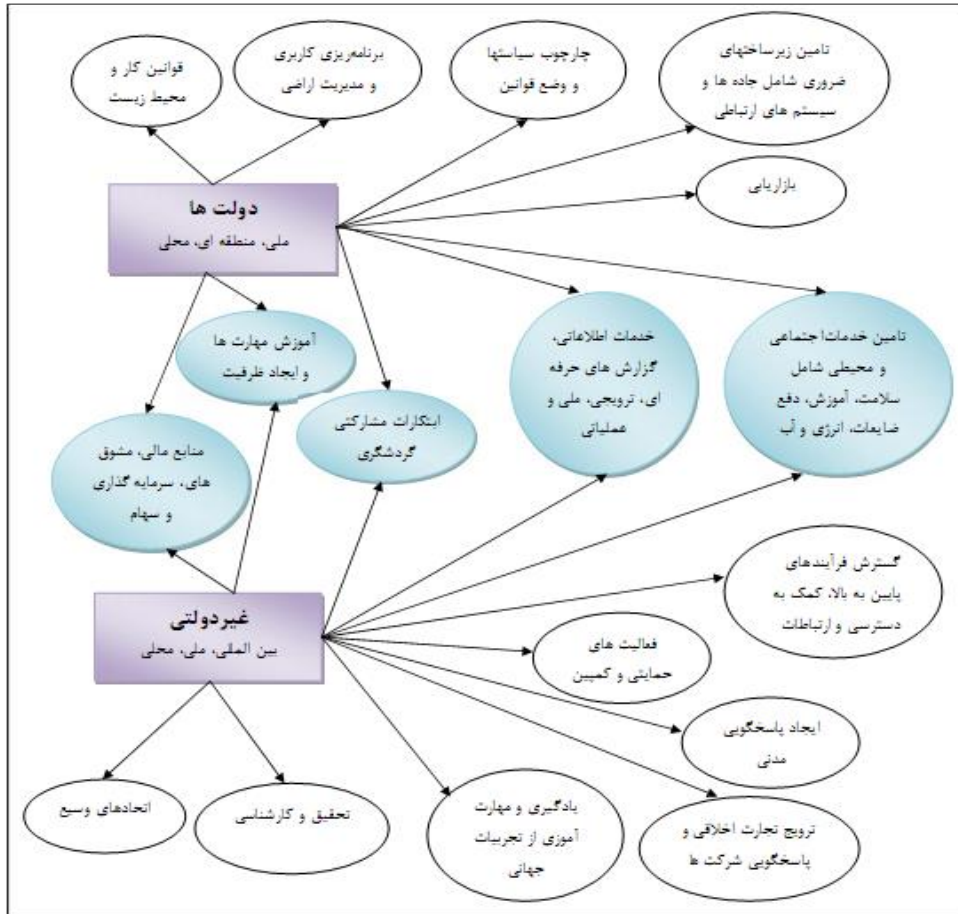 قوانین کار و
محیط زیست
برنامه‌ریزی کاربری
و مدیریت اراضی
چارچوب سیاستها
و وضع قوانین
تامین زیرساختهای
ضروری شامل جاده ها و
سیستم های ارتباطی
بازاریابی
دولت ها
ملی، منطقه ای، محلی
آموزش مهارت ها
و ایجاد ظرفیت
خدمات اطلاعاتی،
گزارش های حرفه
ای، ترویجی، ملی و
عملیاتی
تامین خدمات‌اجتماعی
و محیطی شامل
سلامت، آموزش، دفع
ضایعات، انرژی و آب
ابتکارات مشارکتی
گردشگری
منابع مالی، مشوق
های، سرمایه گذاری
و سهام
غیردولتی
بین المللی، ملی، محلی
گسترش فرآیندهای
پایین به بالا، کمک به
دسترسی و ارتباطات
فعالیت های
حمایتی و کمپین
ایجاد پاسخگویی
مدنی
اتحادهای وسیع
تحقیق و کارشناسی
یادگیری و مهارت
آموزی از تجربیات
جهانی
ترویج تجارت اخلاقی و
پاسخگویی شرکت ها